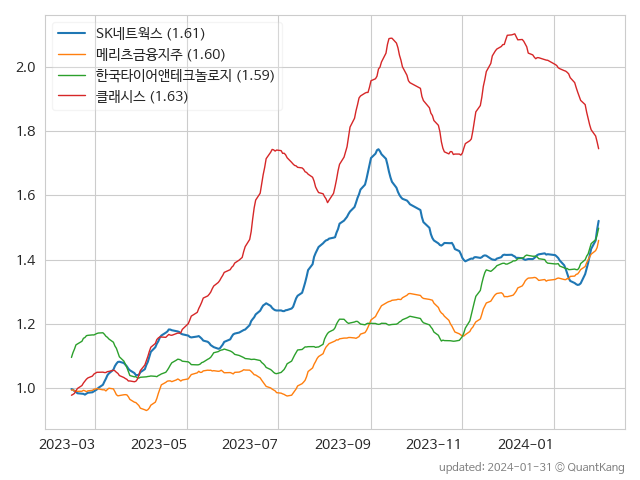 SK네트웍스 (1.61)
메리츠금융지주 (1.60)
한국타이어앤테크놀로지 (1.59)
클래시스 (1.63)
2.0
1.8
1.6
1.4
1.2
1.0
2023-03 2023-05 2023-07 2023-09 2023-11 2024-01
updated: 2024-01-31 © QuantKang